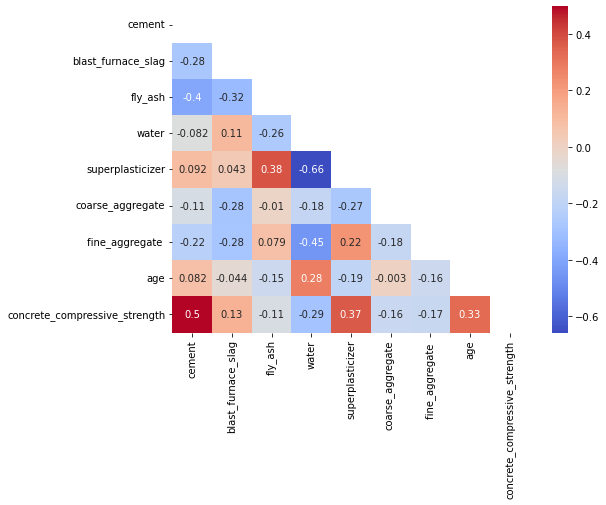 cement
blast_furnace_slag -0.28
fly_ash -0.4 -0.32
water -0.082 0.11 -0.26
superplasticizer 0.092 0.043 0.38 -0.66
coarse_aggregate -0.11 -0.28 -0.01 -0.18 -0.27
fine_aggregate -0.22 -0.28 0.079 -0.45 0.22 -0.18
age 0.082 -0.044 -0.15 0.28 -0.19 -0.003 -0.16
concrete_compressive_strength 0.5 0.13 -0.11 -0.29 0.37 -0.16 -0.17 0.33
cement
blast_furnace_slag
fly_ash
water
superplasticizer
coarse_aggregate
fine_aggregate
age
concrete_compressive_strength
0.4
0.2
0.0
-0.2
-0.4
-0.6